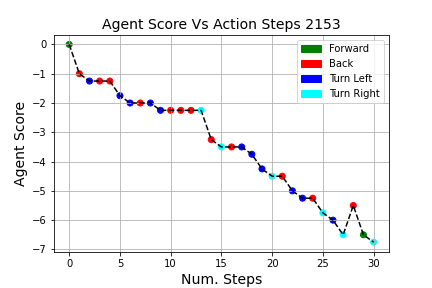 Agent Score Vs Action Steps 2153
Forward
Back
Turn Left
Turn Right
Agent Score
0
−1
−2
−3
−4
−5
−6
−7
0 5 10 15 20 25 30
Num. Steps